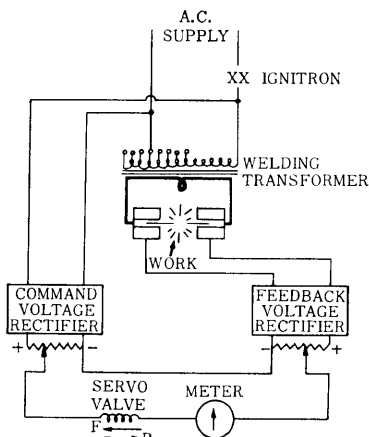 A.C.
SUPPLY
XX IGNITRON
WELDING
TRANSFORMER
WORK
COMMAND
VOLTAGE
RECTIFIER
FEEDBACK
VOLTAGE
RECTIFIER
+ -
- +
SERVO
VALVE
METER
F
R